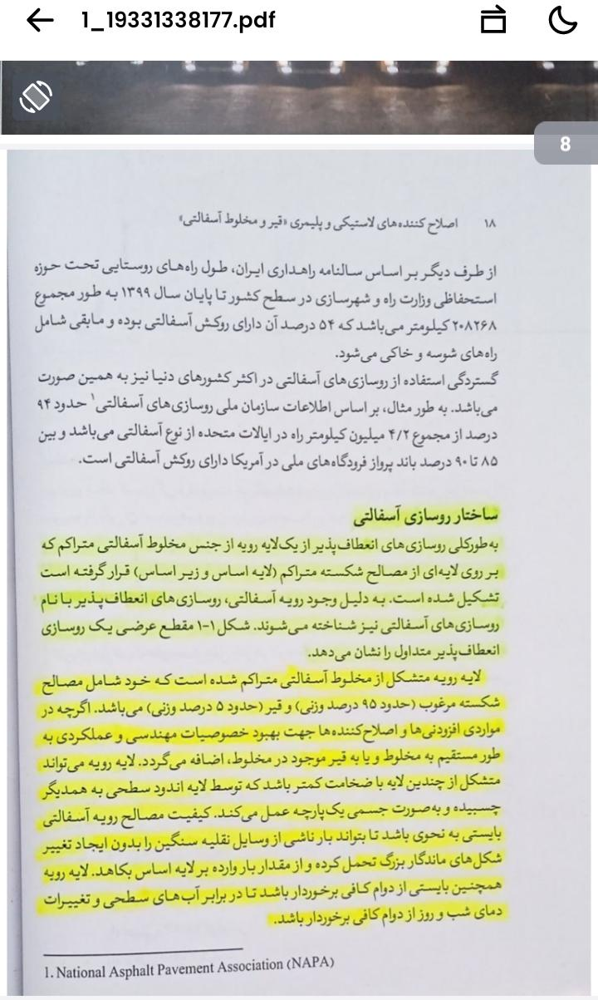 1_19331338177.pdf
8
۱۸ اصلاح کننده‌های لاستیکی و پلیمری «قیر و مخلوط آسفالتی»
از طرف دیگر بر اساس سالنامه راهداری ایران، طول راه‌های روستایی تحت حوزه
استحفاظی وزارت راه و شهرسازی در سطح کشور تا پایان سال ۱۳۹۹ به طور مجموع
۲۰۸۲۶۸ کیلومتر می‌باشد که ۵۴ درصد آن دارای روکش آسفالتی بوده و مابقی شامل
راه‌های شوسه و خاکی می‌شود.
گستردگی استفاده از روسازی‌های آسفالتی در اکثر کشورهای دنیا نیز به همین صورت
می‌باشد. به طور مثال، بر اساس اطلاعات سازمان ملی روسازی‌های آسفالتی۱ حدود ۹۴
درصد از مجموع ۴/۲ میلیون کیلومتر راه در ایالات متحده از نوع آسفالتی می‌باشد و بین
۸۵ تا ۹۰ درصد باند پرواز فرودگاه‌های ملی در آمریکا دارای روکش آسفالتی است.
ساختار روسازی آسفالتی
به‌طورکلی روسازی‌های انعطاف‌پذیر از یک‌لایه رویه از جنس مخلوط آسفالتی متراکم که
بر روی لایه‌ای از مصالح شکسته متراکم (لایه اساس و زیر اساس) قرار گرفته است
تشکیل شده است. به دلیل وجود رویه آسفالتی، روسازی‌های انعطاف‌پذیر با نام
روسازی‌های آسفالتی نیز شناخته می‌شوند. شکل ۱-۱ مقطع عرضی یک روسازی
انعطاف‌پذیر متداول را نشان می‌دهد.
لایه رویه متشکل از مخلوط آسفالتی متراکم شده است که خود شامل مصالح
شکسته مرغوب (حدود ۹۵ درصد وزنی) و قیر (حدود ۵ درصد وزنی) می‌باشد. اگرچه در
مواردی افزودنی‌ها و اصلاح‌کننده‌ها جهت بهبود خصوصیات مهندسی و عملکردی به
طور مستقیم به مخلوط و یا به قیر موجود در مخلوط، اضافه می‌گردد. لایه رویه می‌تواند
متشکل از چندین لایه با ضخامت کمتر باشد که توسط لایه اندود سطحی به همدیگر
چسبیده و به‌صورت جسمی یک‌پارچه عمل می‌کند. کیفیت مصالح رویه آسفالتی
بایستی به نحوی باشد تا بتواند بار ناشی از وسایل نقلیه سنگین را بدون ایجاد تغییر
شکل‌های ماندگار بزرگ تحمل کرده و از مقدار بار وارده بر لایه اساس بکاهد. لایه رویه
همچنین بایستی از دوام کافی برخوردار باشد تا در برابر آب‌های سطحی و تغییرات
دمای شب و روز از دوام کافی برخوردار باشد.
1. National Asphalt Pavement Association (NAPA)